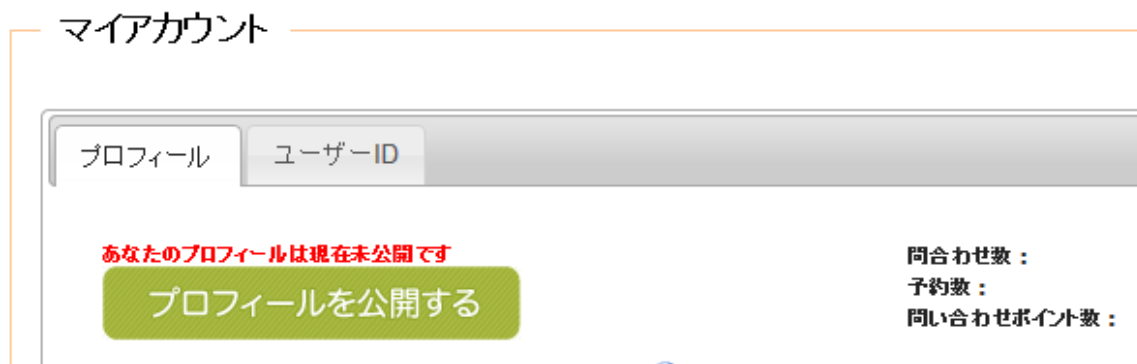 マイアカウント
プロフィール
ユーザーID
あなたのプロフィールは現在未公開です
プロフィールを公開する
問合わせ数：
予約数：
問い合わせポイント数：